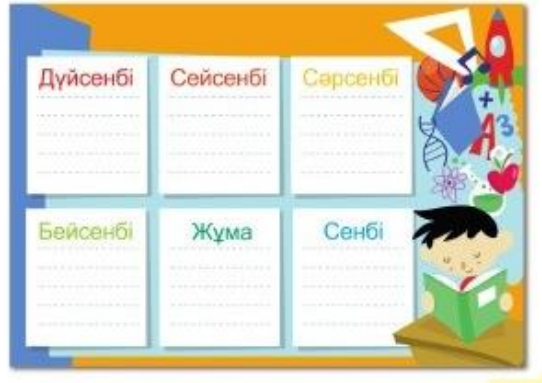 Дүйсенбі
Сейсенбі
Сәрсенбі
Бейсенбі
Жұма
Сенбі
+
А
З